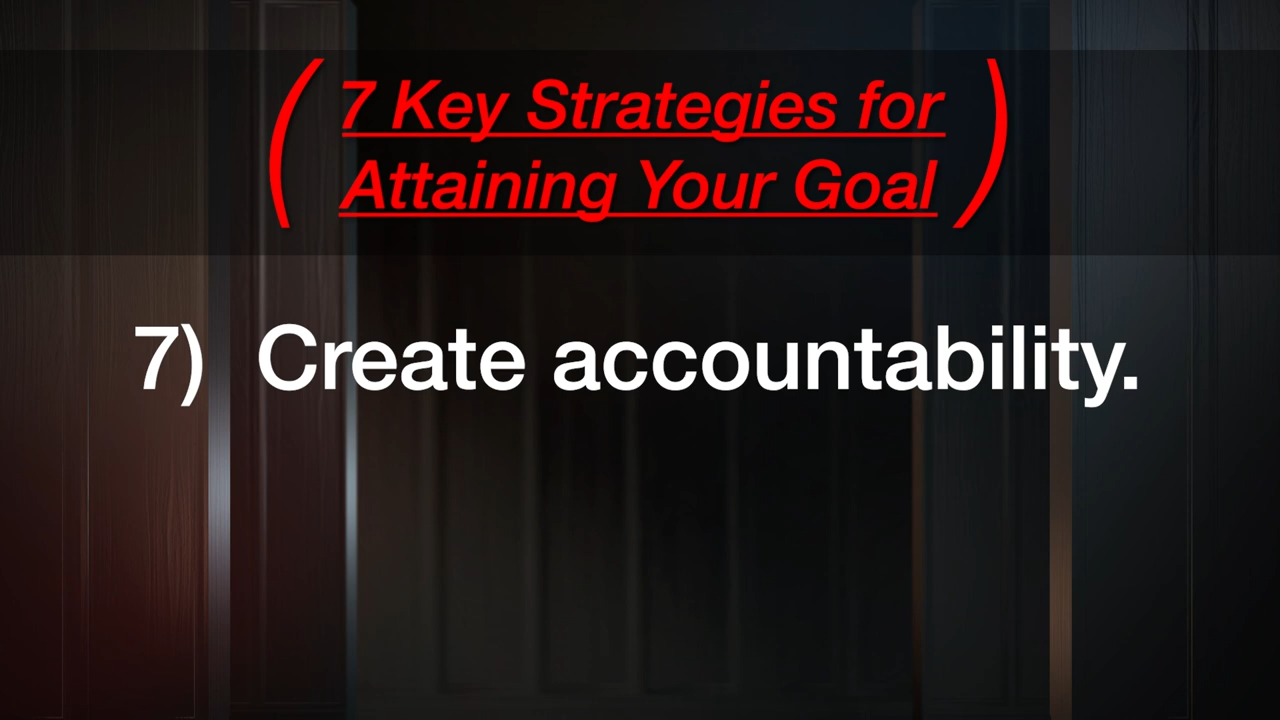 ( 7 Key Strategies for
Attaining Your Goal )
7) Create accountability.